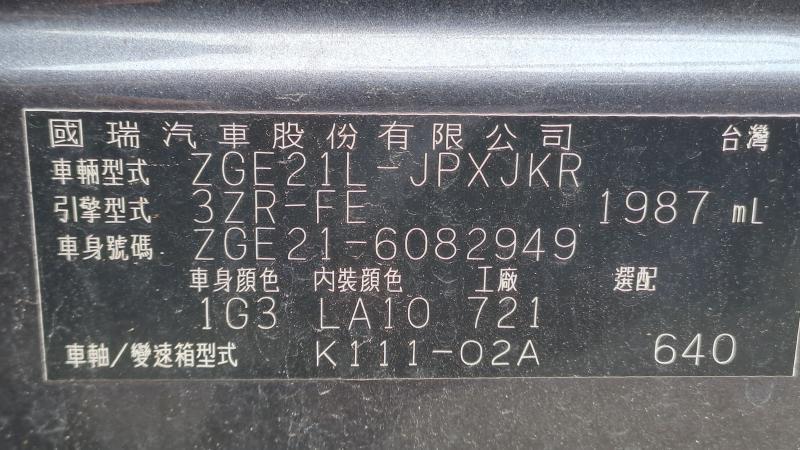 國瑞汽車股份有限公司 台灣
車輛型式 ZGE21L-JPXJKR
引擎型式 3ZR-FE 1987 mL
車身號碼 ZGE21-6082949
車身顏色 內裝顏色 工廠 選配
1G3 LA10 721
車軸/變速箱型式 K111-02A 640